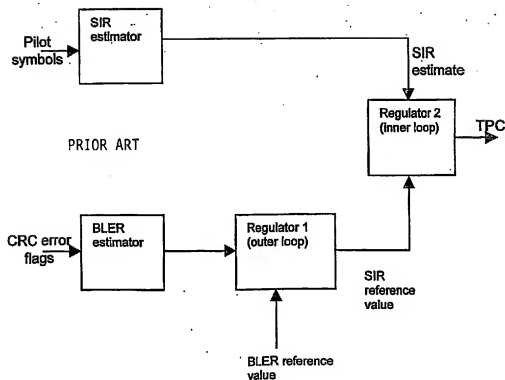 Pilot
symbols
SIR
estimator
SIR
estimate
Regulator 2
(inner loop)
TPC
PRIOR ART
CRC error
flags
BLER
estimator
Regulator 1
(outer loop)
SIR
reference
value
BLER reference
value